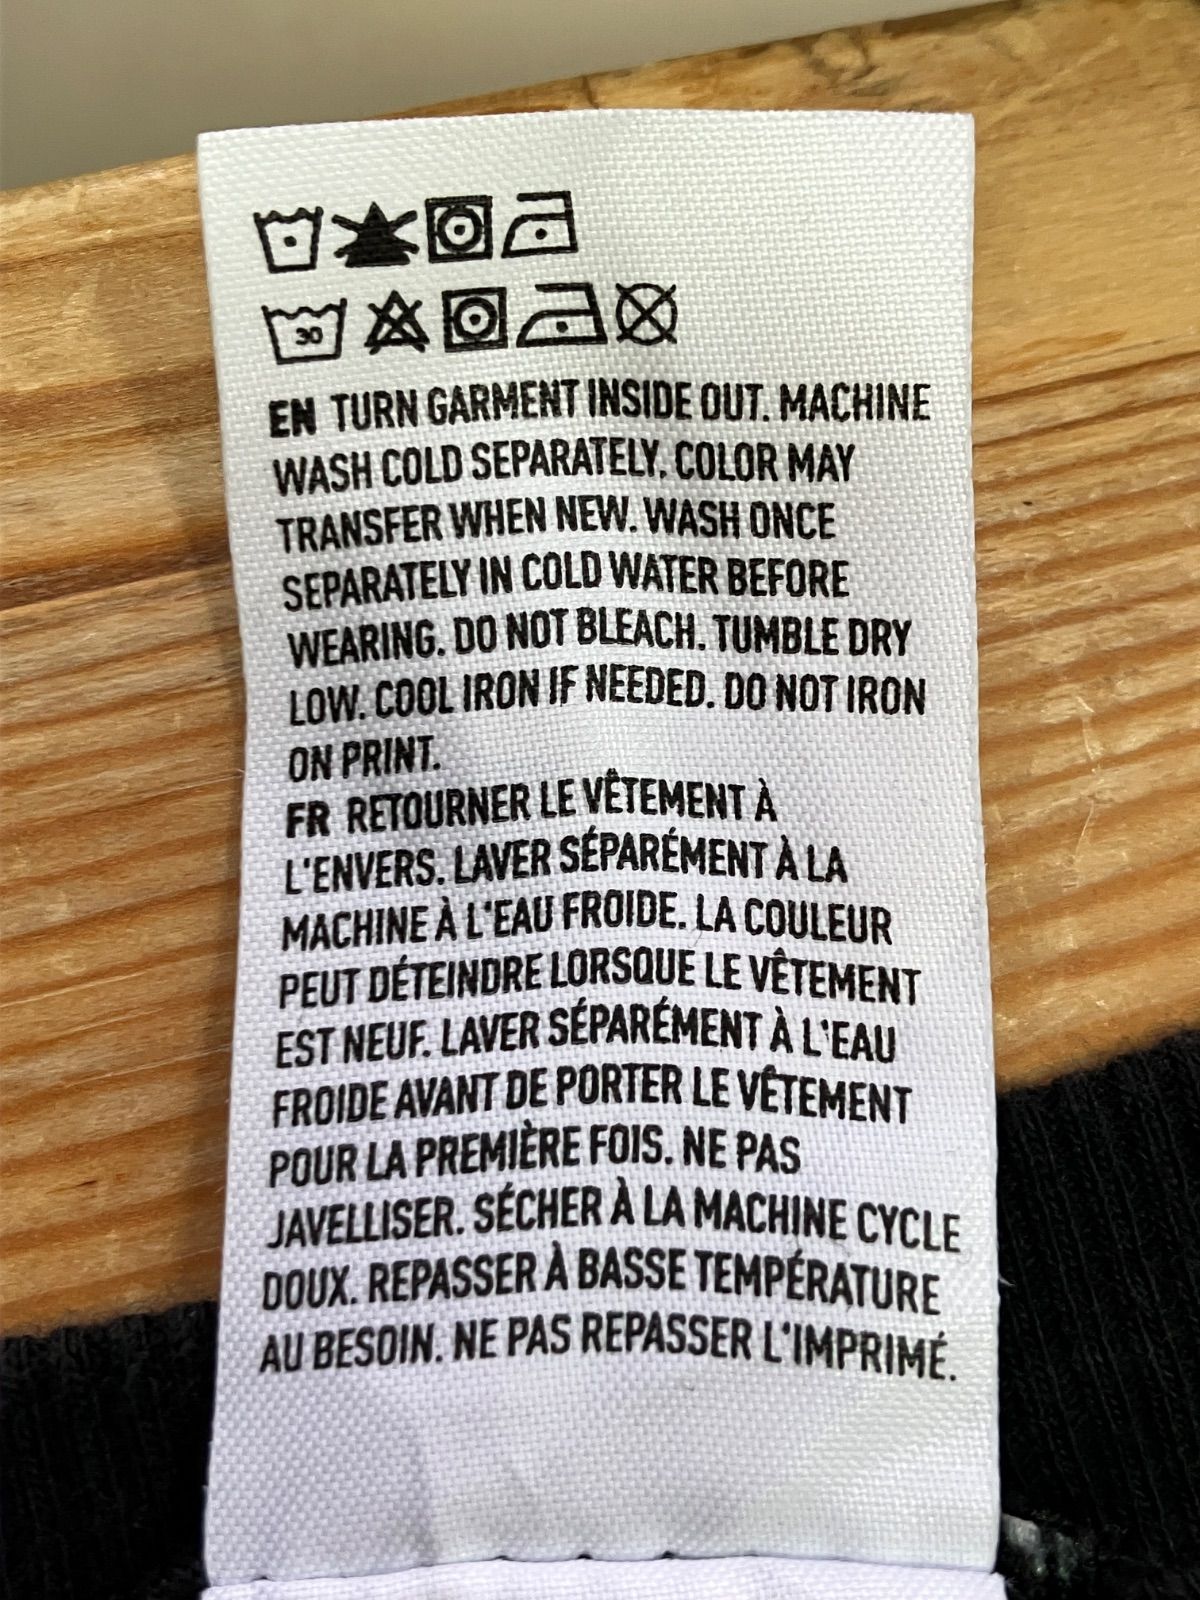 30
EN TURN GARMENT INSIDE OUT. MACHINE
WASH COLD SEPARATELY. COLOR MAY
TRANSFER WHEN NEW. WASH ONCE
SEPARATELY IN COLD WATER BEFORE
WEARING. DO NOT BLEACH. TUMBLE DRY
LOW. COOL IRON IF NEEDED. DO NOT IRON
ON PRINT.
FR RETOURNER LE VÊTEMENT À
L'ENVERS. LAVER SÉPARÉMENT À LA
MACHINE À L'EAU FROIDE. LA COULEUR
PEUT DÉTEINDRE LORSQUE LE VÊTEMENT
EST NEUF. LAVER SÉPARÉMENT À L'EAU
FROIDE AVANT DE PORTER LE VÊTEMENT
POUR LA PREMIÈRE FOIS. NE PAS
JAVELLISER. SÉCHER À LA MACHINE CYCLE
DOUX. REPASSER À BASSE TEMPÉRATURE
AU BESOIN. NE PAS REPASSER L'IMPRIMÉ.